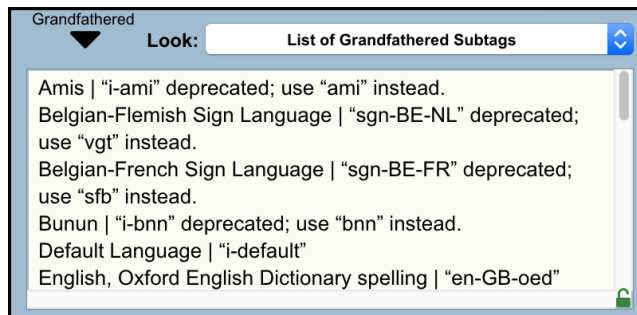 Grandfathered
Look: List of Grandfathered Subtags
Amis | “i-ami” deprecated; use “ami” instead.
Belgian-Flemish Sign Language | “sgn-BE-NL” deprecated;
use “vgt” instead.
Belgian-French Sign Language | “sgn-BE-FR” deprecated;
use “sfb” instead.
Bunun | “i-bnn” deprecated; use “bnn” instead.
Default Language | “i-default”
English, Oxford English Dictionary spelling | “en-GB-oed”